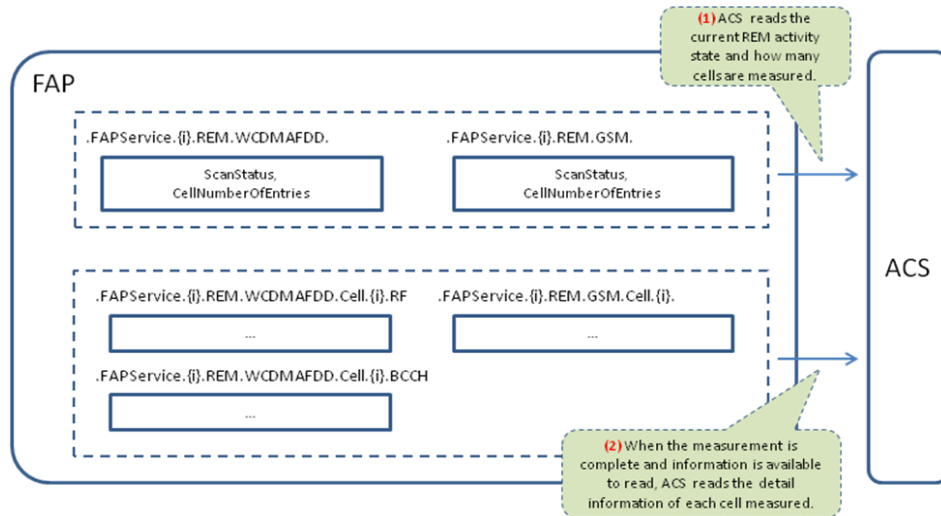 (1) ACS reads the
current REM activity
state and how many
cells are measured.
FAP
.FAPService.{i}.REM.WCDMAFDD.
.FAPService.{i}.REM.GSM.
ScanStatus,
CellNumberOfEntries
ScanStatus,
CellNumberOfEntries
ACS
.FAPService.{i}.REM.WCDMAFDD.Cell.{i}.RF
.FAPService.{i}.REM.GSM.Cell.{i}.
...
...
.FAPService.{i}.REM.WCDMAFDD.Cell.{i}.BCCH
...
(2) When the measurement is
complete and information is available
to read, ACS reads the detail
information of each cell measured.